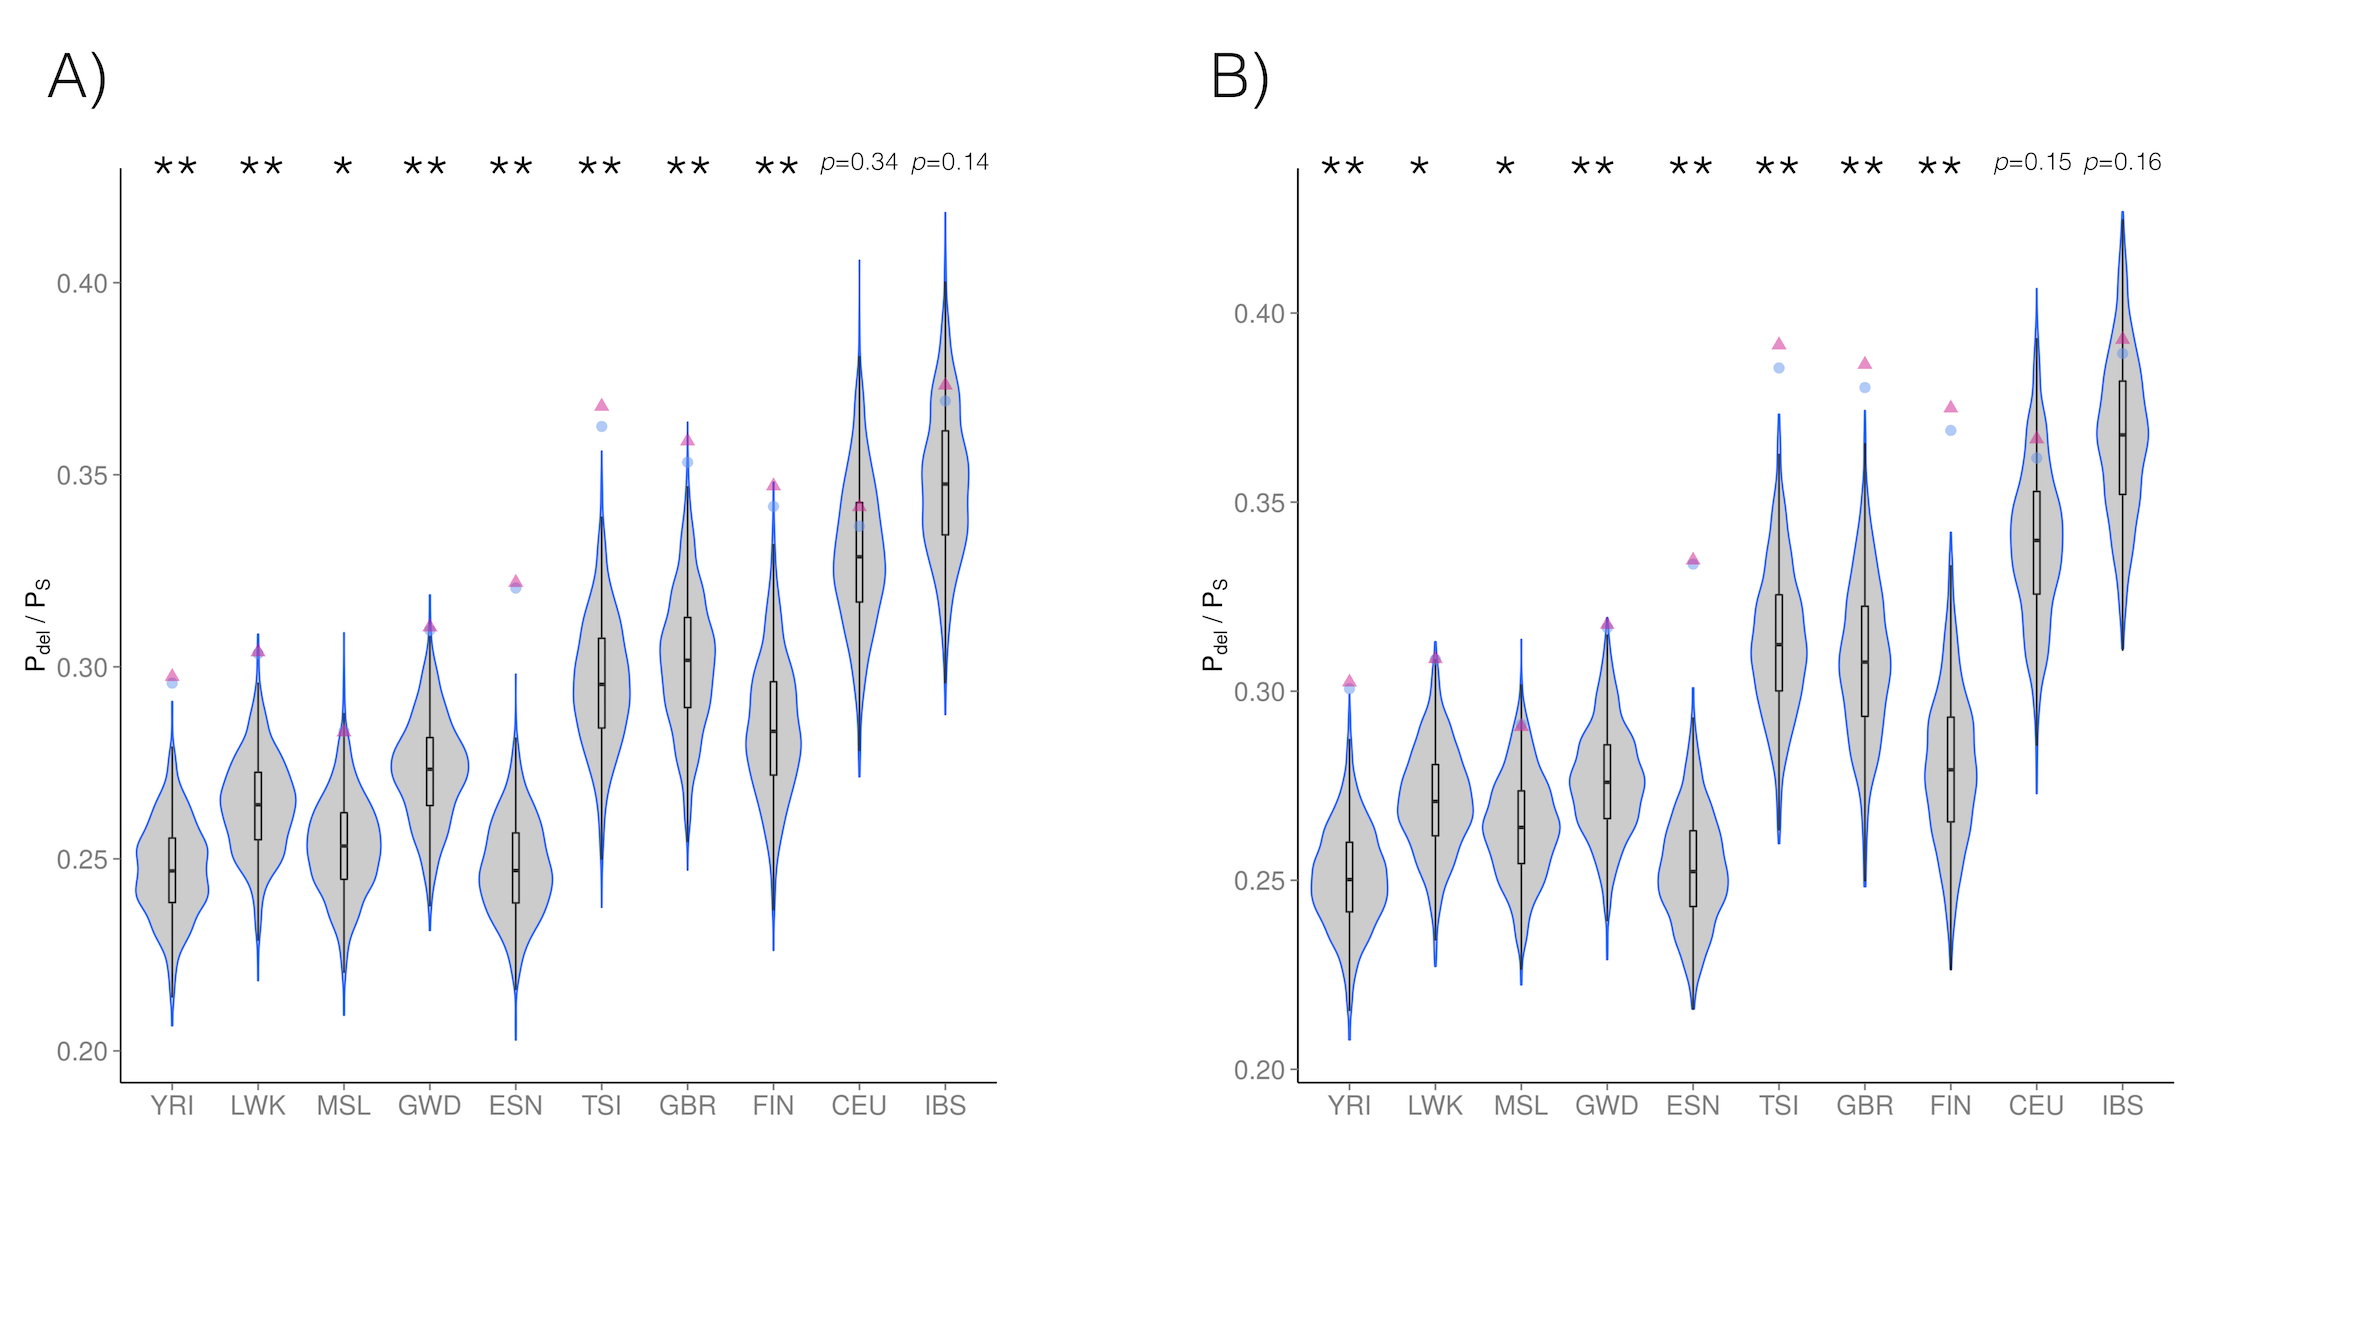 A)
** ** * ** ** ** ** ** p=0.34 p=0.14
0.40
0.35
0.30
0.25
0.20
Pdel / PS
YRI LWK MSL GWD ESN TSI GBR FIN CEU IBS
B)
** * * ** ** ** ** ** p=0.15 p=0.16
0.40
0.35
0.30
0.25
0.20
Pdel / PS
YRI LWK MSL GWD ESN TSI GBR FIN CEU IBS